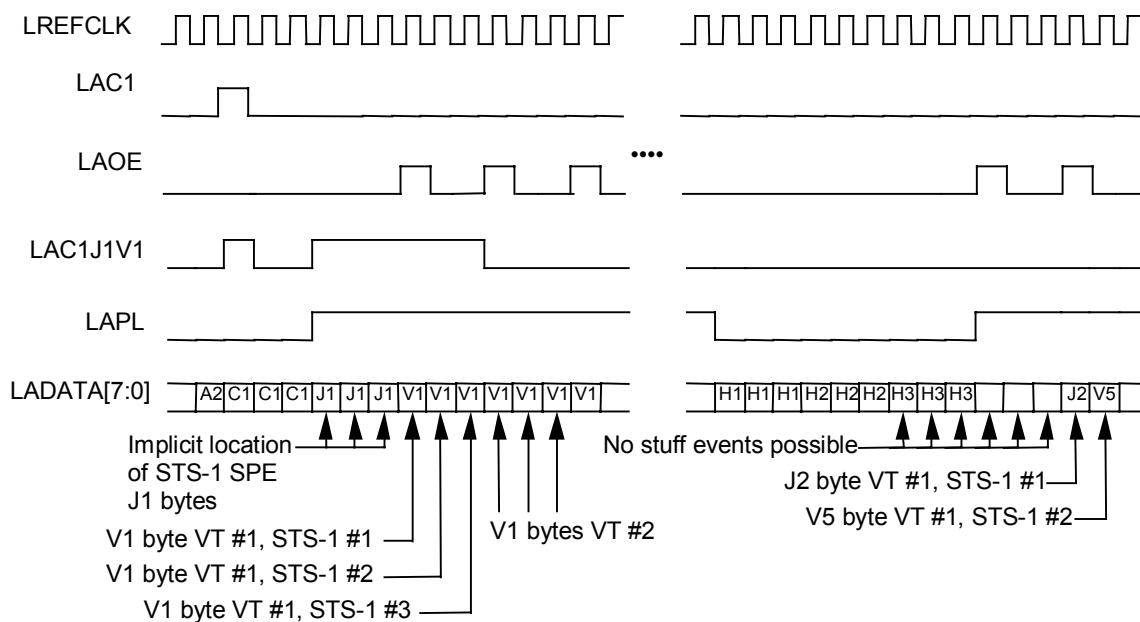 LREFCLK
LAC1
LAOE
LAC1J1V1
LAPL
LADATA[7:0]
A2 C1 C1 C1 J1 J1 J1 V1 V1 V1 V1 V1 V1 V1
H1 H1 H1 H2 H2 H2 H3 H3 H3 J2 V5
Implicit location
of STS-1 SPE
J1 bytes
No stuff events possible
J2 byte VT #1, STS-1 #1
V5 byte VT #1, STS-1 #2
V1 bytes VT #2
V1 byte VT #1, STS-1 #1
V1 byte VT #1, STS-1 #2
V1 byte VT #1, STS-1 #3